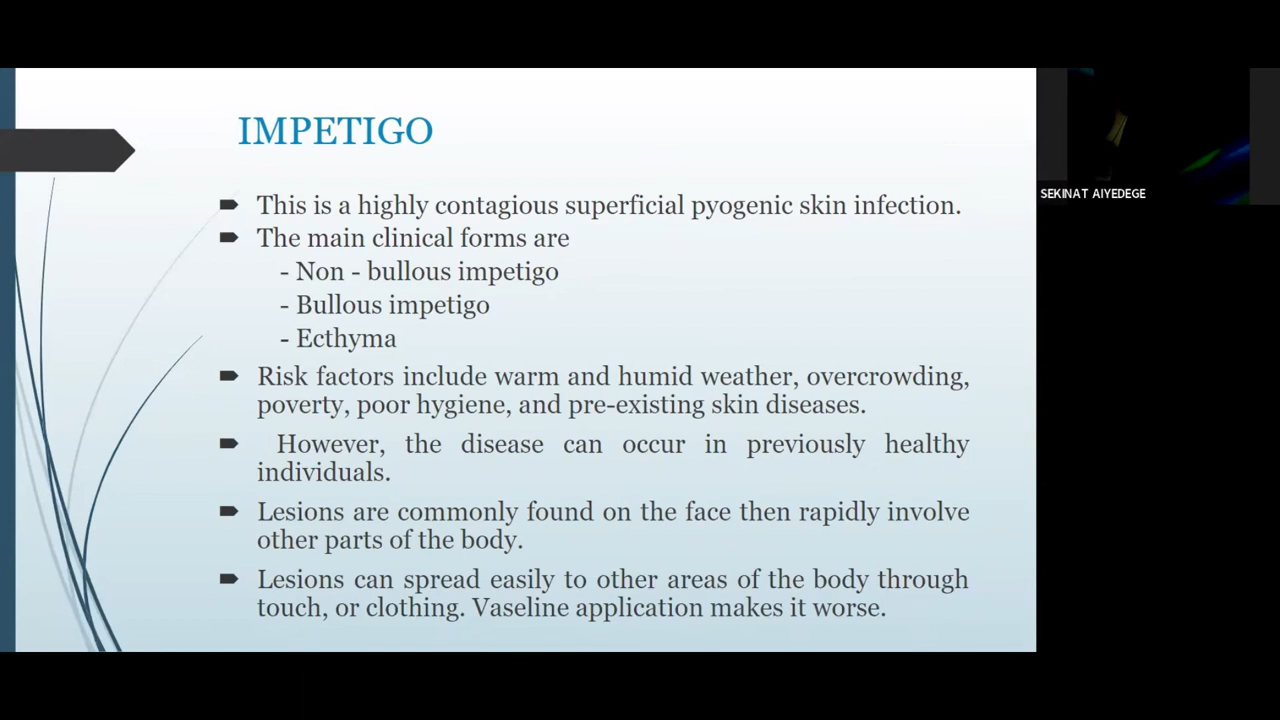 IMPETIGO
This is a highly contagious superficial pyogenic skin infection.
The main clinical forms are
- Non - bullous impetigo
- Bullous impetigo
- Ecthyma
Risk factors include warm and humid weather, overcrowding,
poverty, poor hygiene, and pre-existing skin diseases.
However, the disease can occur in previously healthy
individuals.
Lesions are commonly found on the face then rapidly involve
other parts of the body.
Lesions can spread easily to other areas of the body through
touch, or clothing. Vaseline application makes it worse.
SEKINAT AIYEDEGE